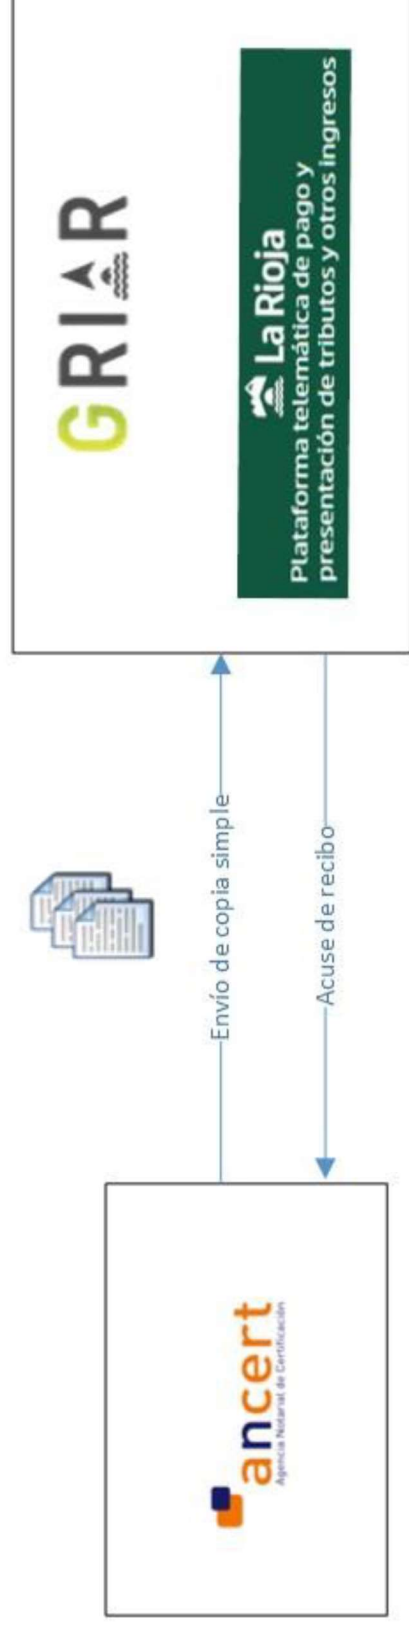 ancert
Agencia Notarial de Certificación
Envío de copia simple
Acuse de recibo
GRIAR
La Rioja
Plataforma telemática de pago y
presentación de tributos y otros ingresos